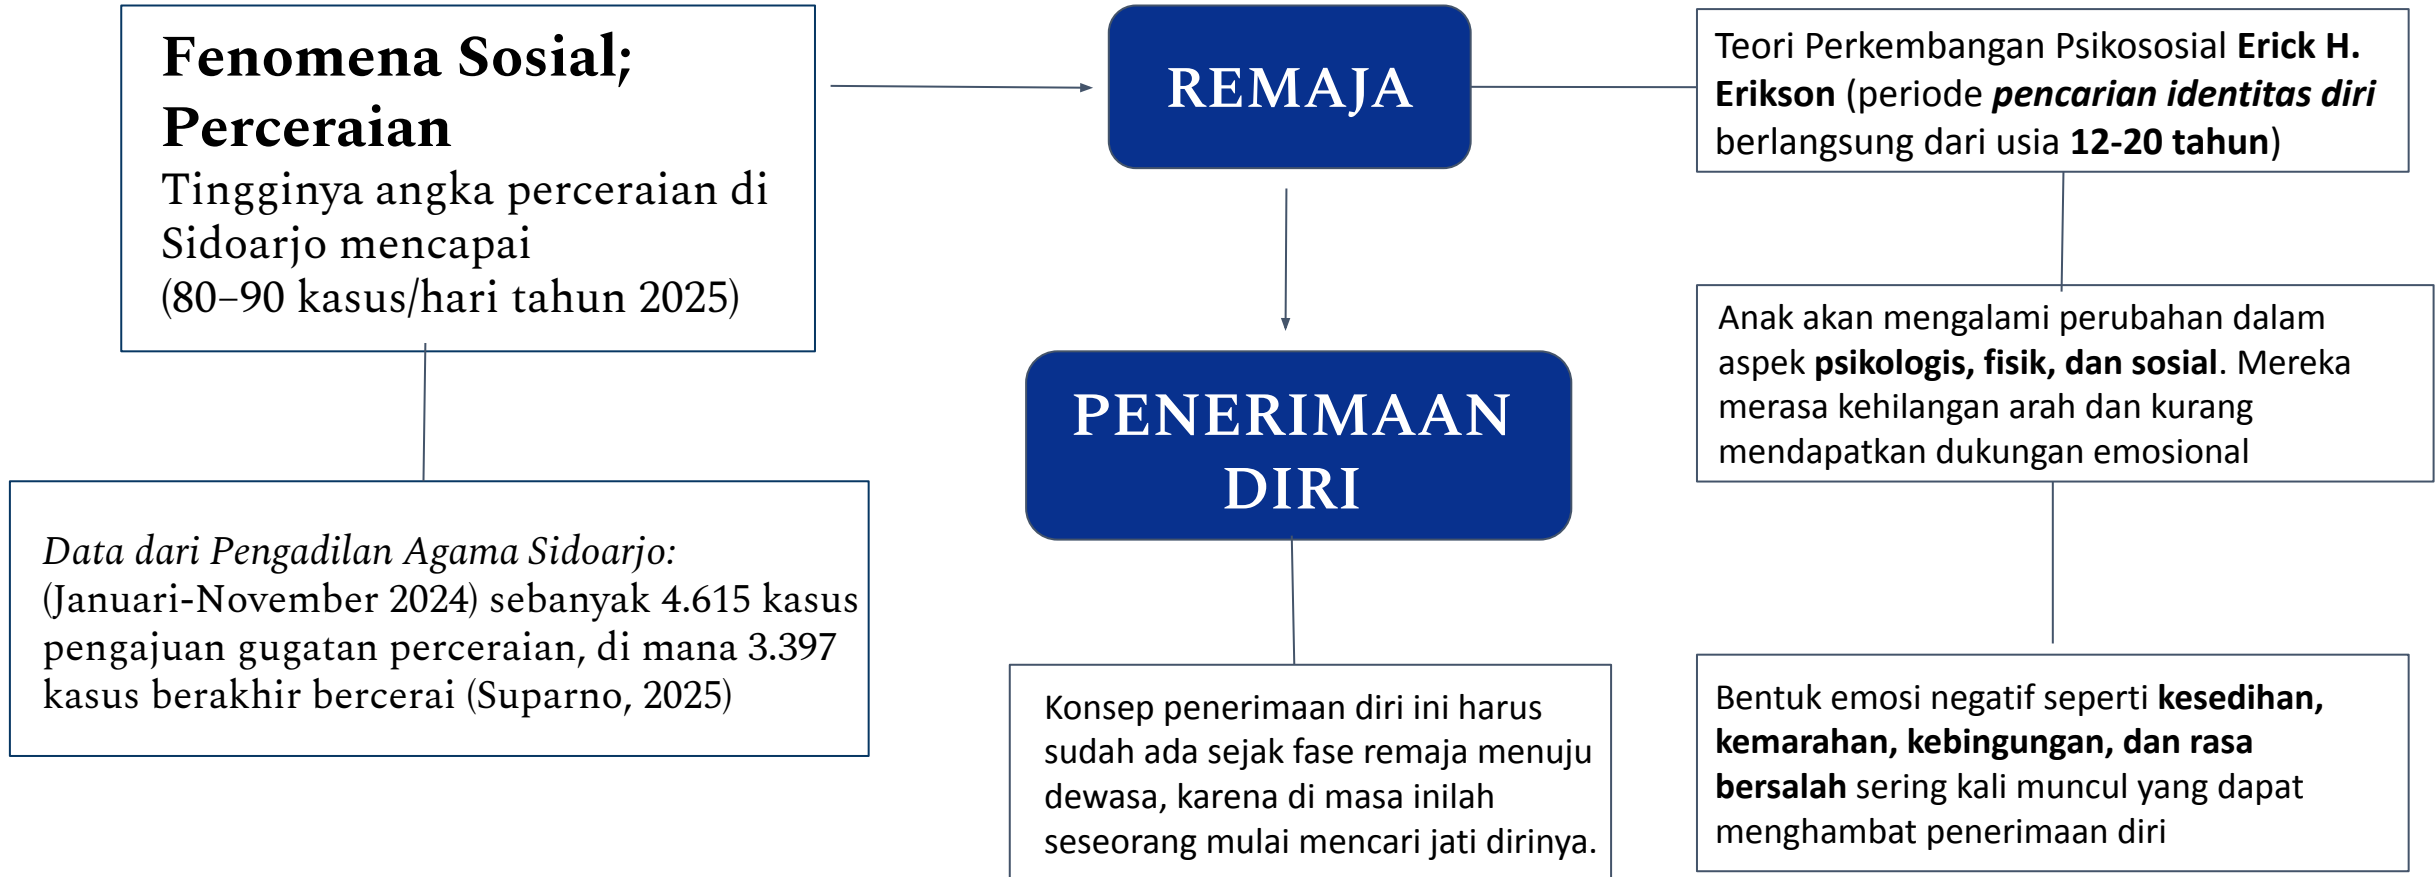 Fenomena Sosial;
Perceraian
Tingginya angka perceraian di
Sidoarjo mencapai
(80–90 kasus/hari tahun 2025)
Data dari Pengadilan Agama Sidoarjo:
(Januari-November 2024) sebanyak 4.615 kasus
pengajuan gugatan perceraian, di mana 3.397
kasus berakhir bercerai (Suparno, 2025)
REMAJA
PENERIMAAN
DIRI
Konsep penerimaan diri ini harus
sudah ada sejak fase remaja menuju
dewasa, karena di masa inilah
seseorang mulai mencari jati dirinya.
Teori Perkembangan Psikososial Erick H.
Erikson (periode pencarian identitas diri
berlangsung dari usia 12-20 tahun)
Anak akan mengalami perubahan dalam
aspek psikologis, fisik, dan sosial. Mereka
merasa kehilangan arah dan kurang
mendapatkan dukungan emosional
Bentuk emosi negatif seperti kesedihan,
kemarahan, kebingungan, dan rasa
bersalah sering kali muncul yang dapat
menghambat penerimaan diri